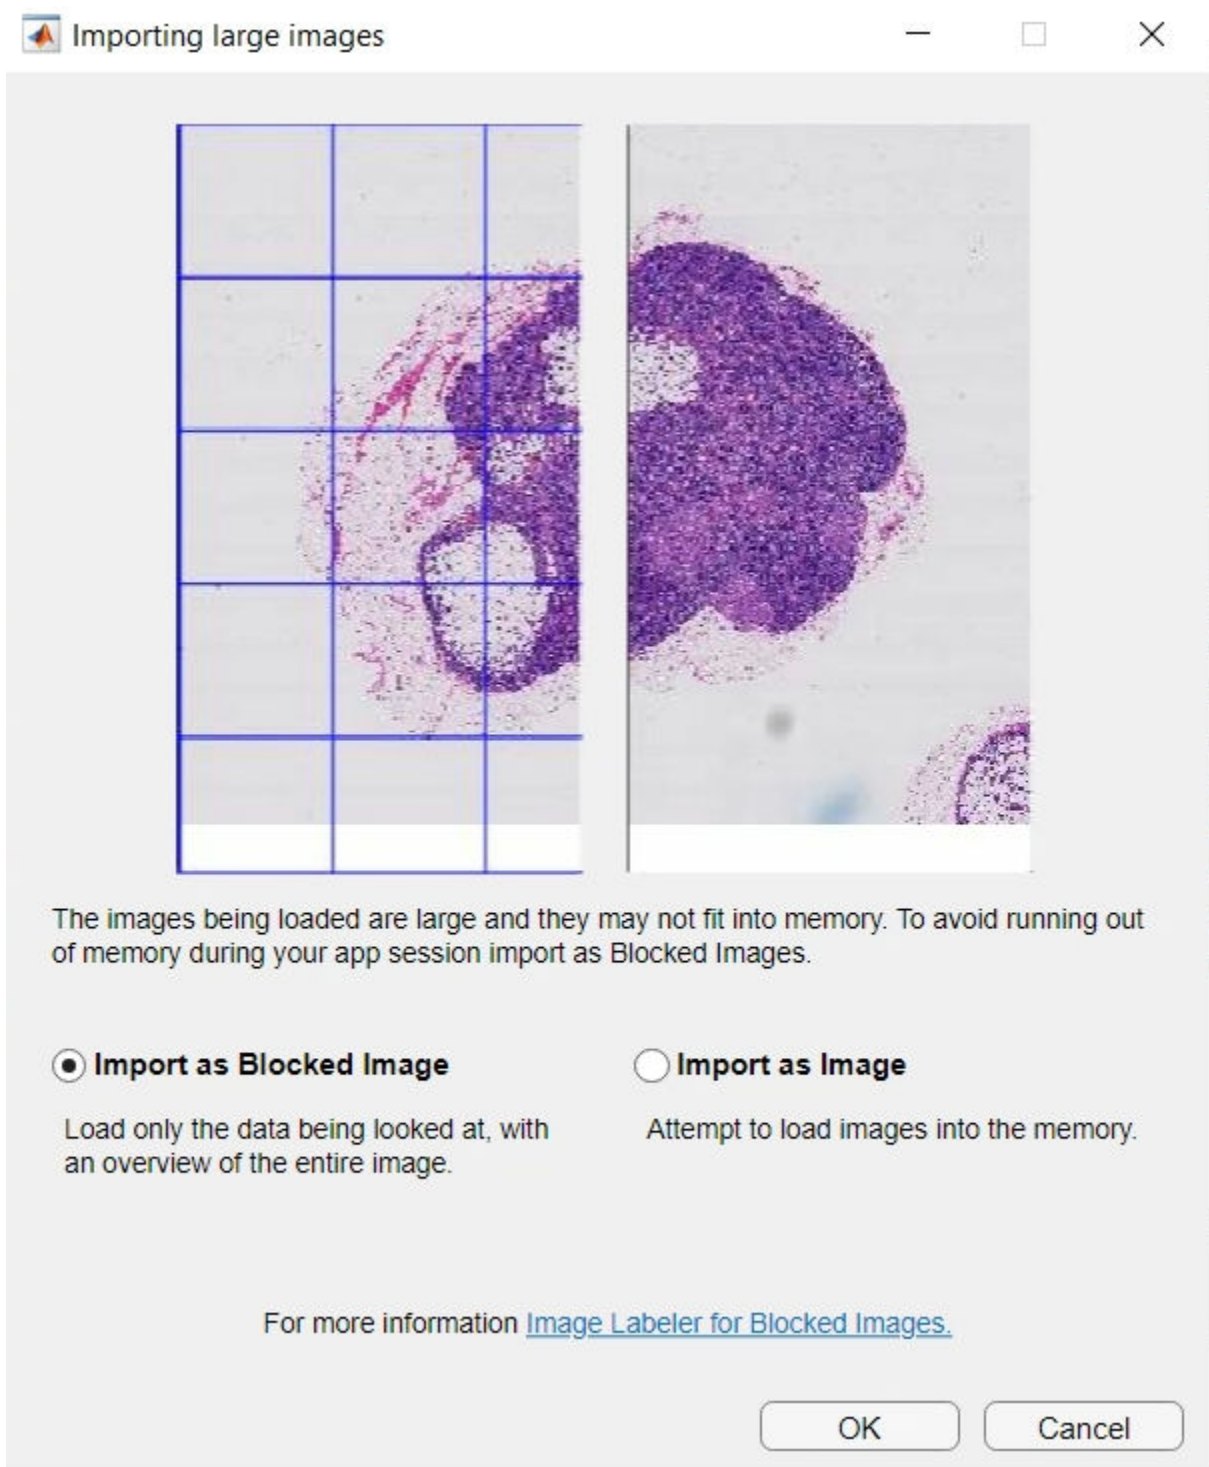 Importing large images
The images being loaded are large and they may not fit into memory. To avoid running out
of memory during your app session import as Blocked Images.
Import as Blocked Image
Import as Image
Load only the data being looked at, with
an overview of the entire image.
Attempt to load images into the memory.
For more information Image Labeler for Blocked Images.
OK
Cancel